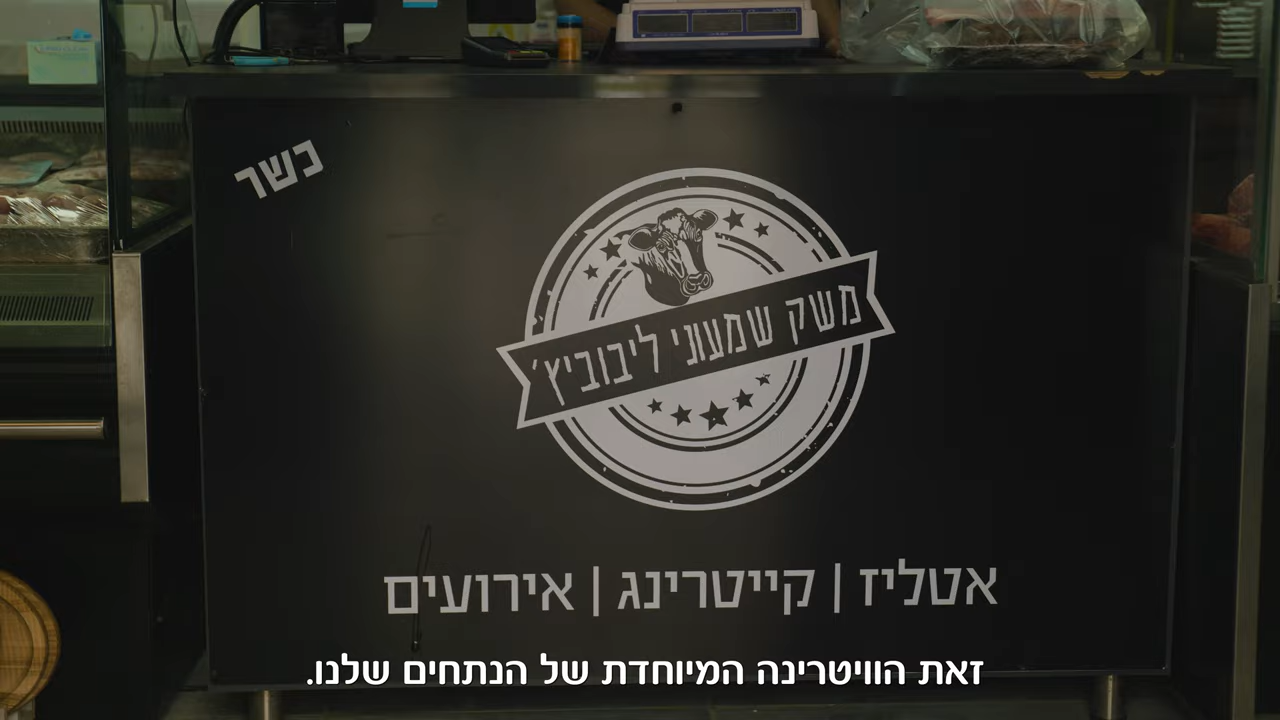 כשר
משק שמעוני ליבוביץ'
אטליז | קייטרינג | אירועים
זאת הוויטרינה המיוחדת של הנתחים שלנו.